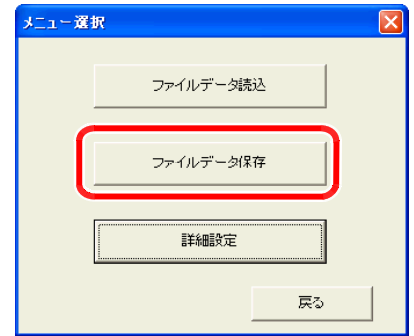 メニュー選択
ファイルデータ読込
ファイルデータ保存
詳細設定
戻る